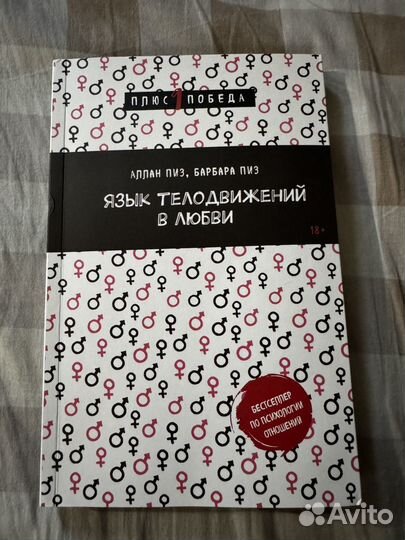 ПЛЮС 1 ПОБЕДА
АЛЛАН ПИЗ, БАРБАРА ПИЗ
ЯЗЫК ТЕЛОДВИЖЕНИЙ
В ЛЮБВИ
18+
БЕСТСЕЛЛЕР
ПО ПСИХОЛОГИИ
ОТНОШЕНИЙ
Avito